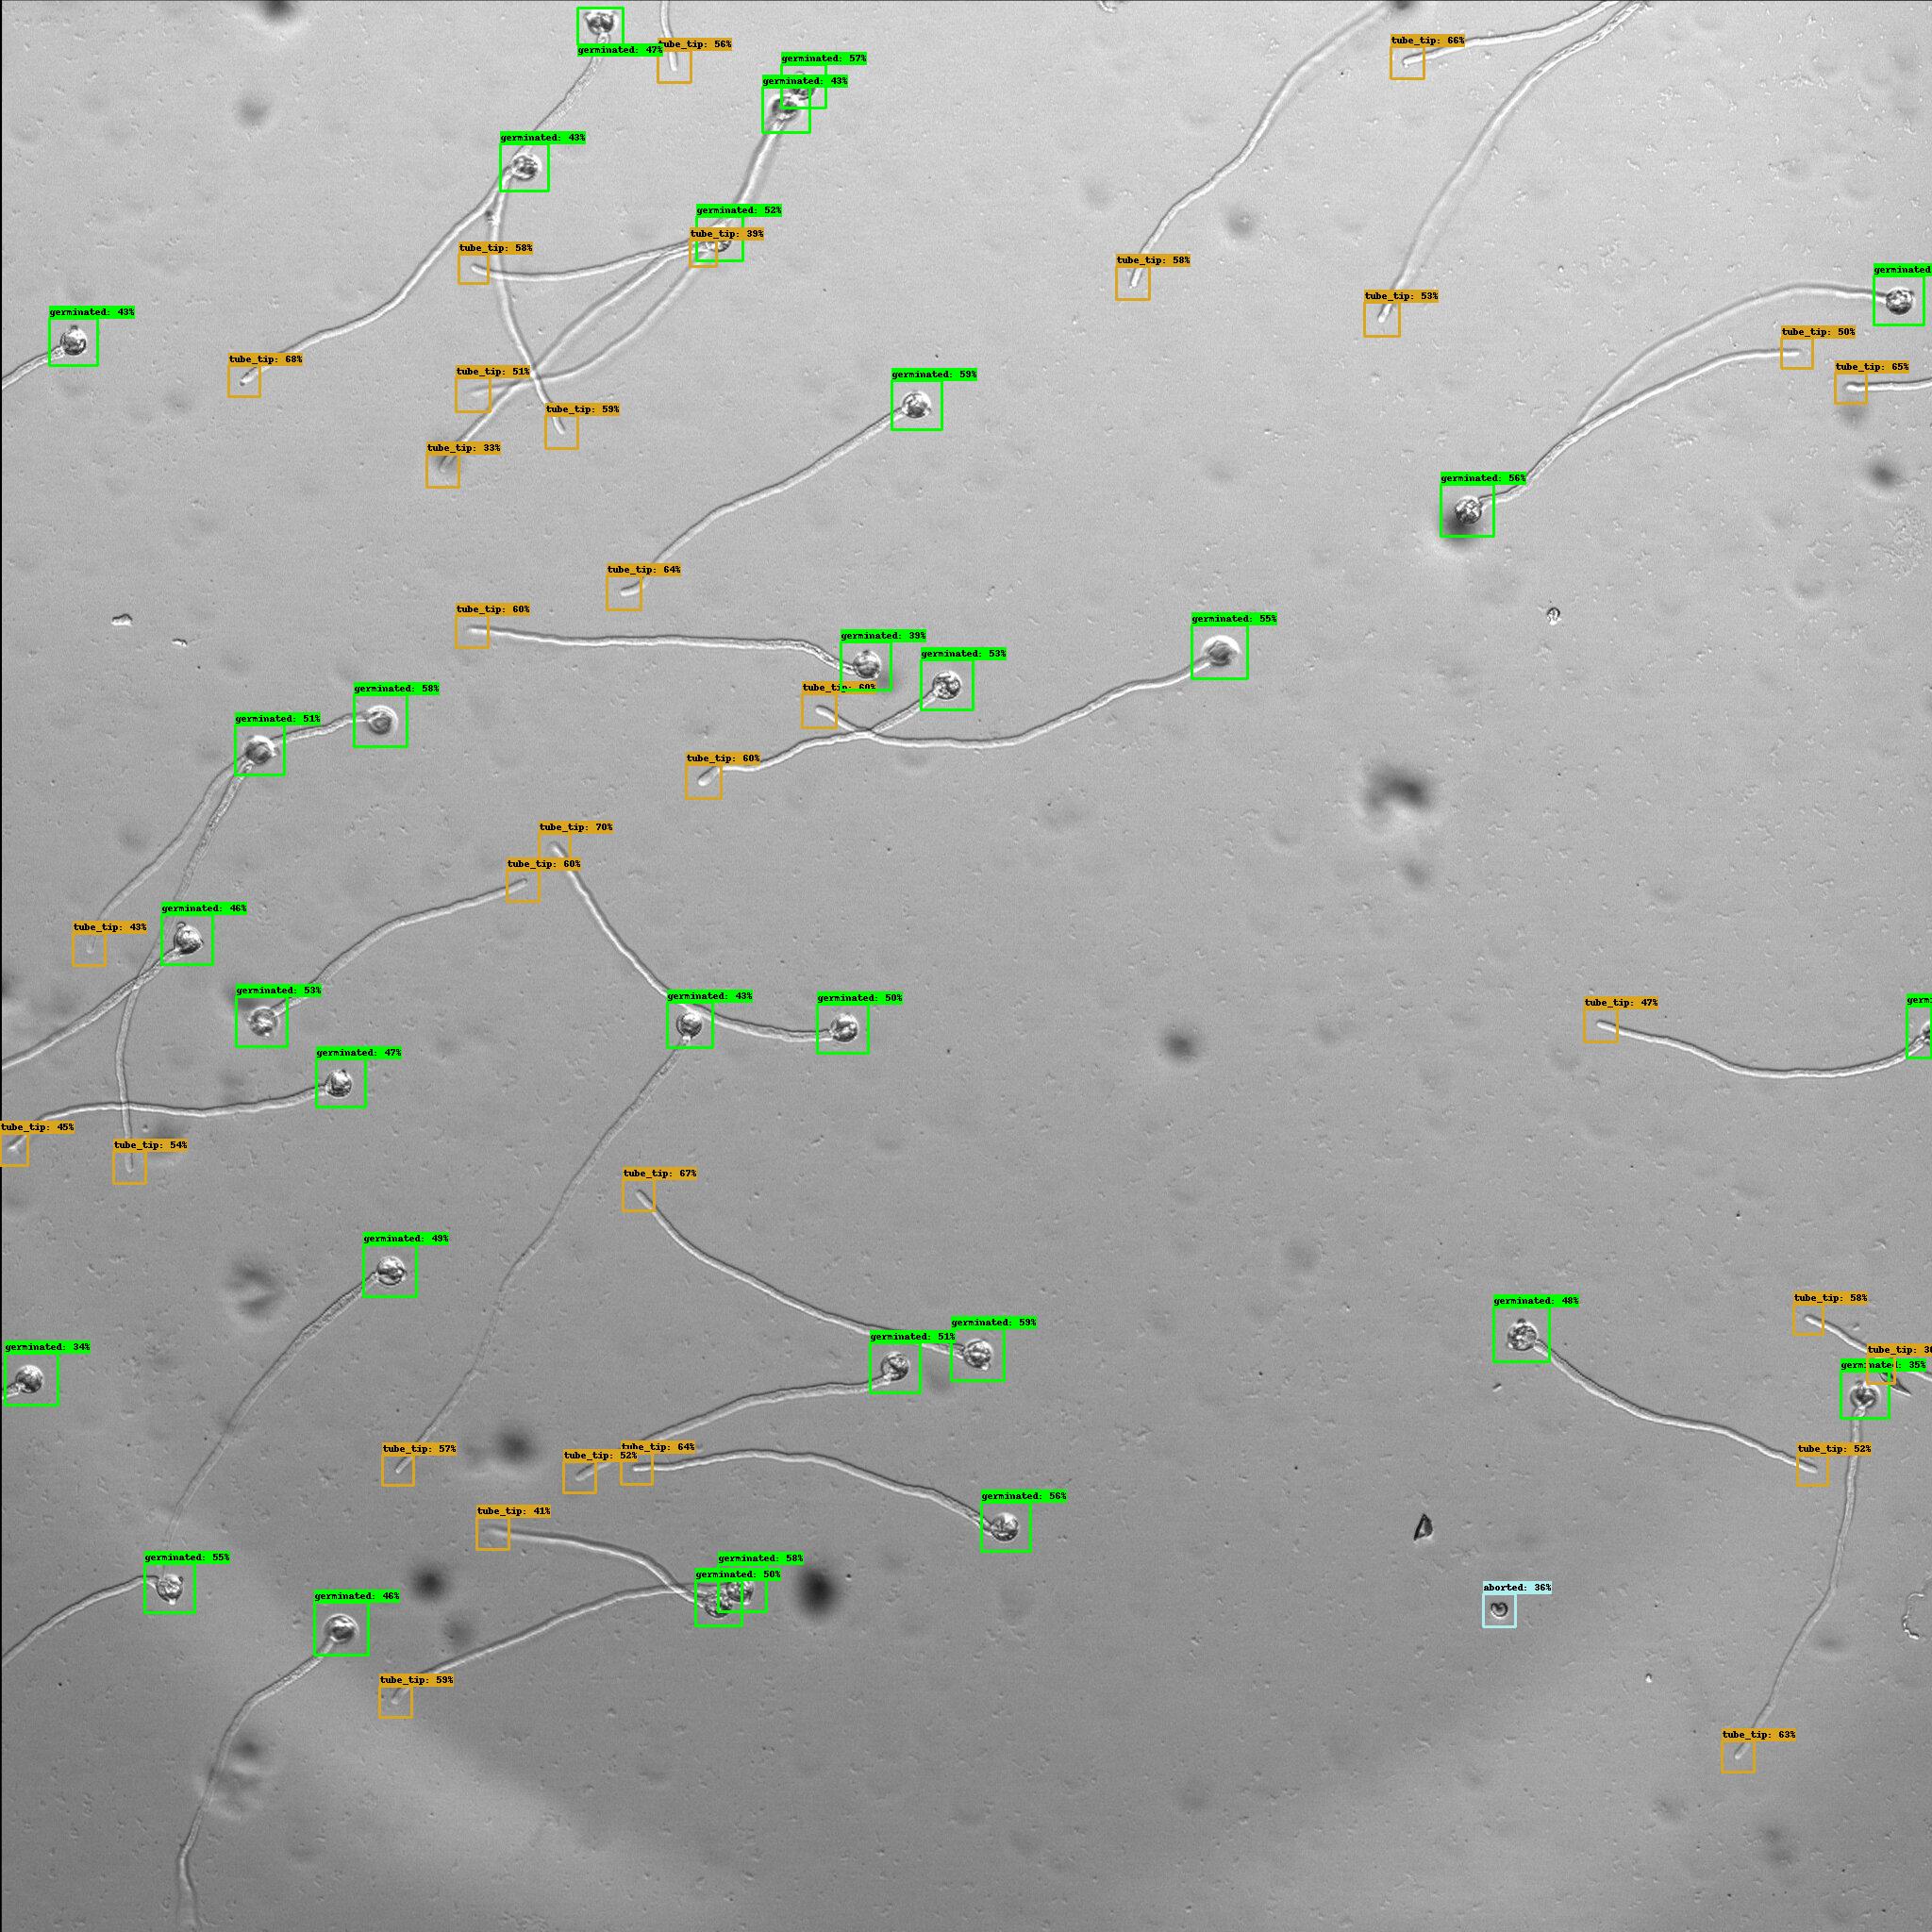 tube_tip: 66%
tube_tip: 56%
germinated: 47%
germinated: 57%
germinated: 43%
germinated: 43%
germinated: 52%
tube_tip: 39%
tube_tip: 58%
tube_tip: 58%
germinated
tube_tip: 53%
germinated: 43%
tube_tip: 50%
tube_tip: 68%
tube_tip: 65%
tube_tip: 51%
germinated: 59%
tube_tip: 59%
tube_tip: 33%
germinated: 56%
tube_tip: 64%
tube_tip: 60%
germinated: 55%
germinated: 39%
germinated: 53%
tube_tip: 60%
germinated: 58%
germinated: 51%
tube_tip: 60%
tube_tip: 70%
tube_tip: 60%
germinated: 46%
tube_tip: 43%
germinated: 53%
germinated: 43%
germinated: 50%
tube_tip: 47%
germ
germinated: 47%
tube_tip: 45%
tube_tip: 54%
tube_tip: 67%
germinated: 49%
tube_tip: 58%
germinated: 48%
germinated: 59%
germinated: 51%
germinated: 34%
tube_tip:
germinated: 35%
tube_tip: 57%
tube_tip: 64%
tube_tip: 52%
tube_tip: 52%
germinated: 56%
tube_tip: 41%
germinated: 55%
germinated: 58%
germinated: 50%
aborted: 36%
germinated: 46%
tube_tip: 59%
tube_tip: 63%